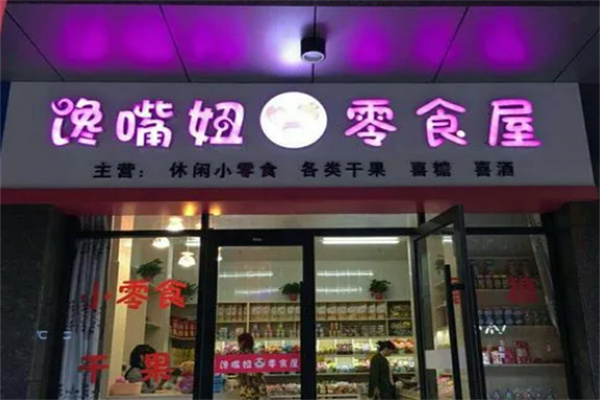 馋嘴妞 零食屋
主营： 休闲小零食 各类干果 喜糖 喜酒
小零食
干果
馋嘴妞 零食屋